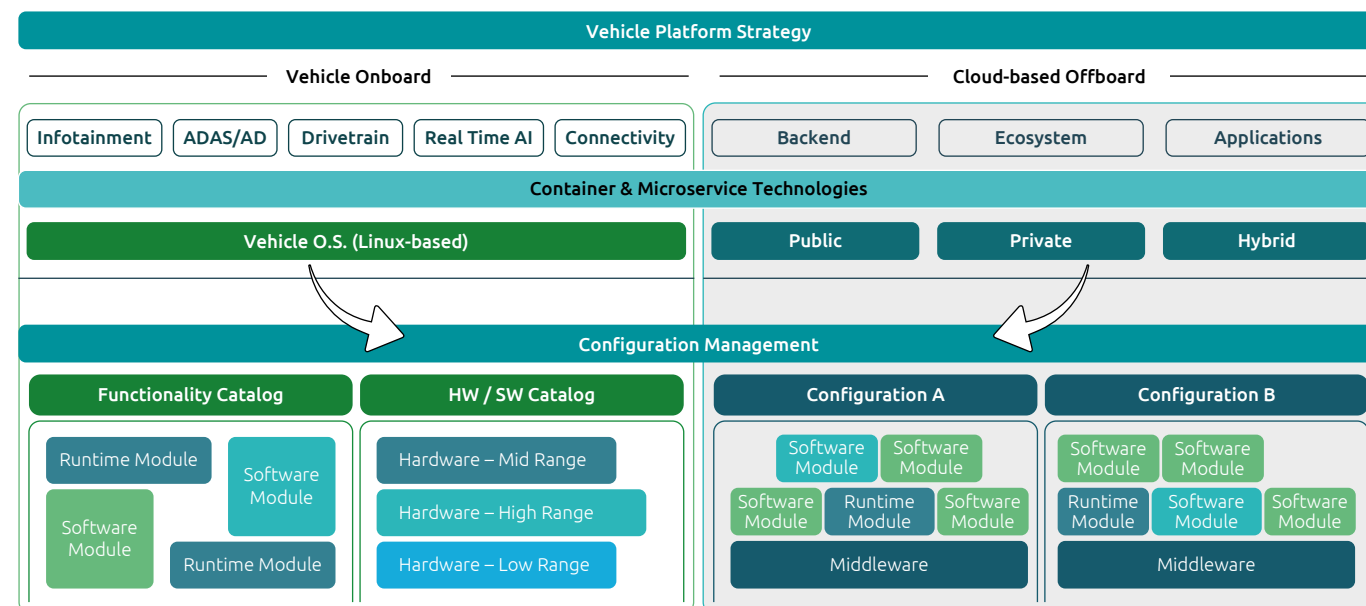 Vehicle Platform Strategy
Vehicle Onboard
Cloud-based Offboard
Infotainment
ADAS/AD
Drivetrain
Real Time AI
Connectivity
Backend
Ecosystem
Applications
Container & Microservice Technologies
Vehicle O.S. (Linux-based)
Public
Private
Hybrid
Configuration Management
Functionality Catalog
HW / SW Catalog
Configuration A
Configuration B
Runtime Module
Software
Module
Software
Module
Runtime Module
Hardware – Mid Range
Hardware – High Range
Hardware – Low Range
Software
Module
Software
Module
Software
Module
Runtime
Module
Software
Module
Middleware
Software
Module
Software
Module
Runtime
Module
Software
Module
Software
Module
Middleware